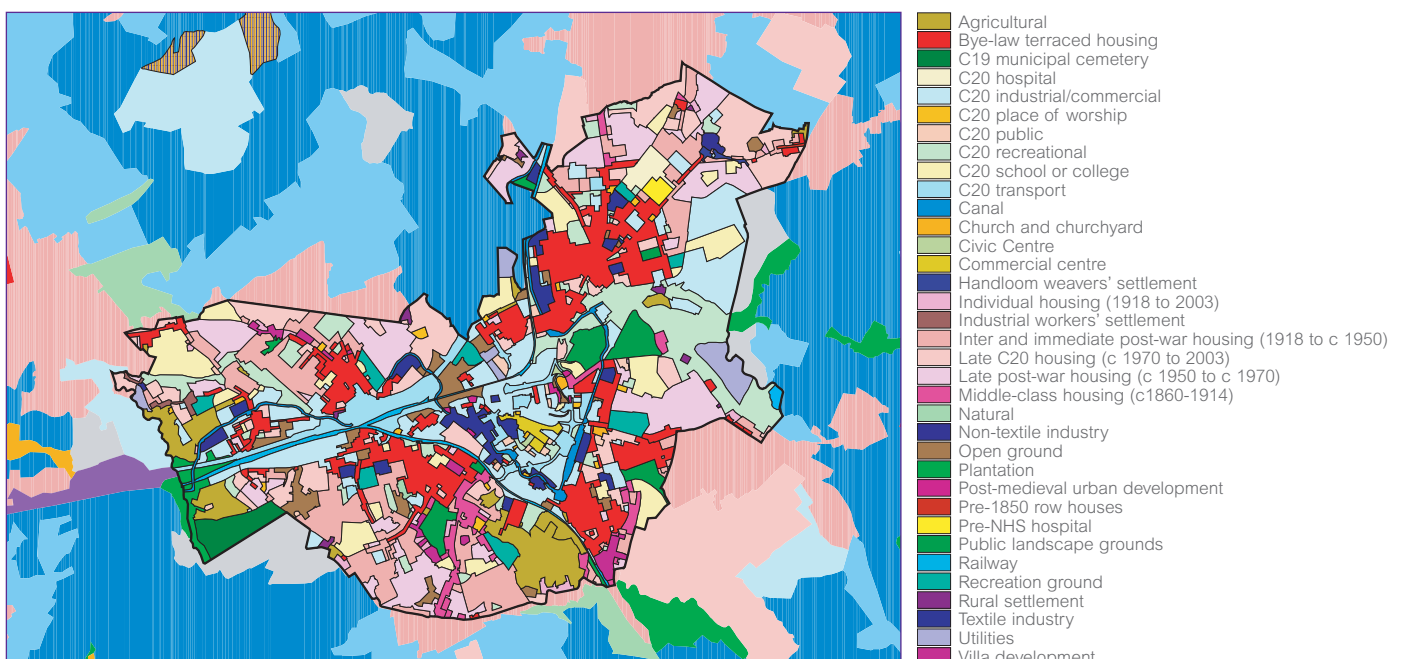 Agricultural
Bye-law terraced housing
C19 municipal cemetery
C20 hospital
C20 industrial/commercial
C20 place of worship
C20 public
C20 recreational
C20 school or college
C20 transport
Canal
Church and churchyard
Civic Centre
Commercial centre
Handloom weavers' settlement
Individual housing (1918 to 2003)
Industrial workers' settlement
Inter and immediate post-war housing (1918 to c 1950)
Late C20 housing (c 1970 to 2003)
Late post-war housing (c 1950 to c 1970)
Middle-class housing (c1860-1914)
Natural
Non-textile industry
Open ground
Plantation
Post-medieval urban development
Pre-1850 row houses
Pre-NHS hospital
Public landscape grounds
Railway
Recreation ground
Rural settlement
Textile industry
Utilities
Villa development